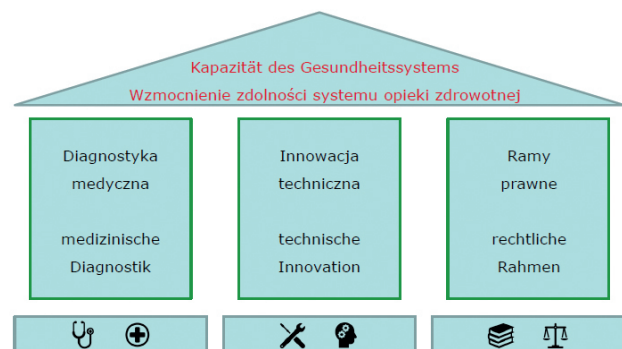 Kapazität des Gesundheitssystems
Wzmocnienie zdolności systemu opieki zdrowotnej
Diagnostyka
medyczna
medizinische
Diagnostik
Innowacja
techniczna
technische
Innovation
Ramy
prawne
rechtliche
Rahmen